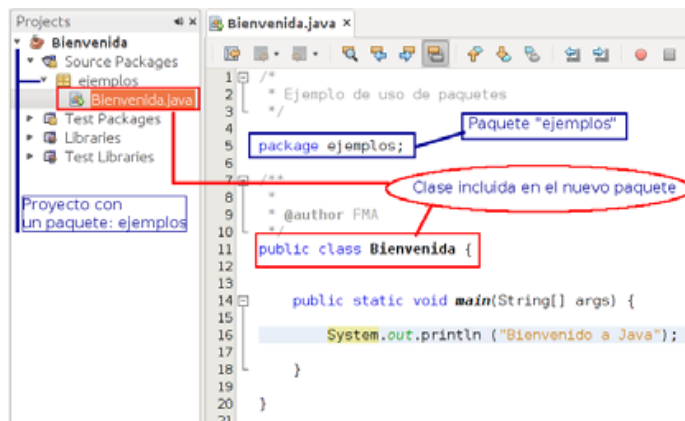 Projects
Bienvenida
Source Packages
ejemplos
Bienvenida.java
Test Packages
Libraries
Test Libraries
Proyecto con
un paquete: ejemplos
Bienvenida.java ×
1 /*
2 * Ejemplo de uso de paquetes
3 */
4
5 package ejemplos;
Paquete "ejemplos"
6
7 /**
8 *
Clase incluida en el nuevo paquete
9 * @author FMA
10 */
11 public class Bienvenida {
12
13
14 public static void main(String[] args) {
15
16 System.out.println ("Bienvenido a Java");
17
18 }
19
20 }
21